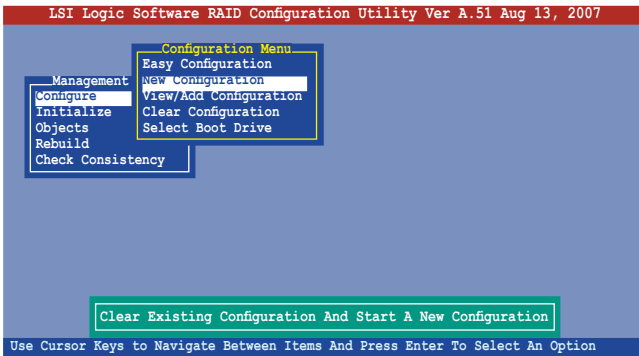 LSI Logic Software RAID Configuration Utility Ver A.51 Aug 13, 2007
Configuration Menu
Easy Configuration
New Configuration
View/Add Configuration
Clear Configuration
Select Boot Drive
Management
Configure
Initialize
Objects
Rebuild
Check Consistency
Clear Existing Configuration And Start A New Configuration
Use Cursor Keys to Navigate Between Items And Press Enter To Select An Option